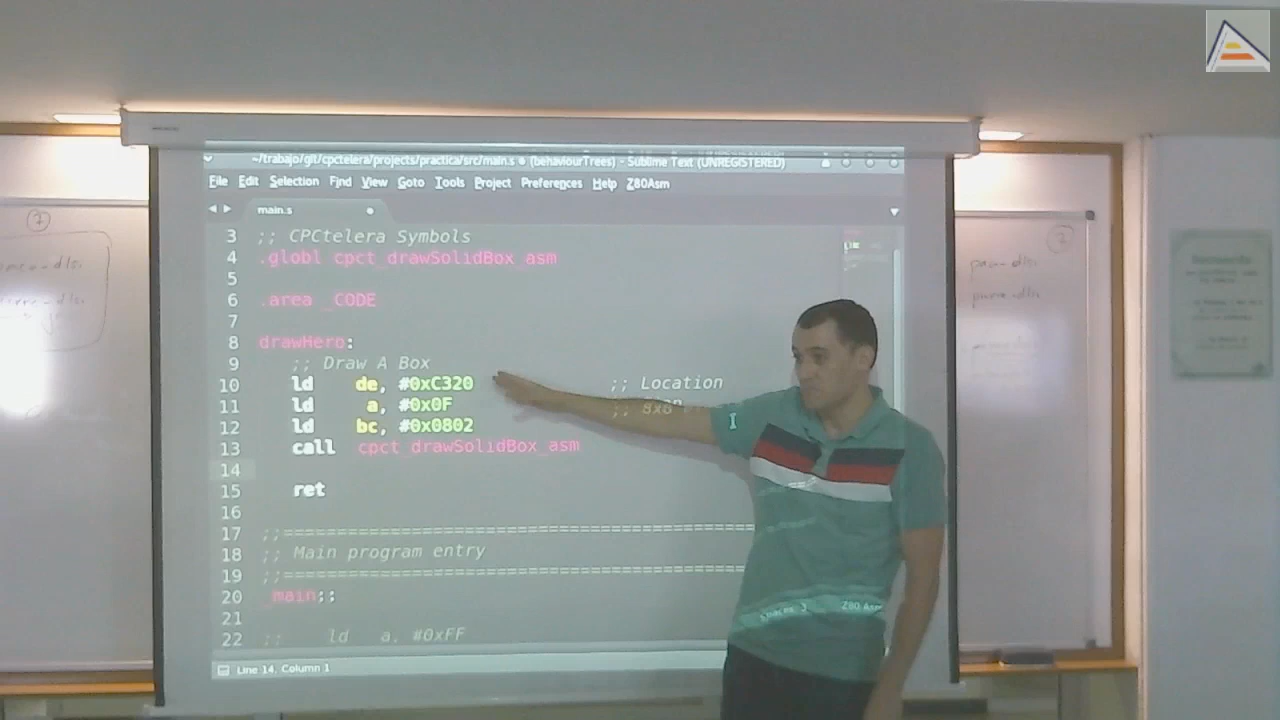 ~/trabajo/git/cpctelera/projects/practica/src/main.s • (behaviourTrees) - Sublime Text (UNREGISTERED)
File Edit Selection Find View Goto Tools Project Preferences Help Z80Asm
main.s
3 ;; CPCtelera Symbols
4 .globl cpct_drawSolidBox_asm
5
6 .area _CODE
7
8 drawHero:
9 ;; Draw A Box
10 ld de, #0xC320 ;; Location
11 ld a, #0x0F
12 ld bc, #0x0802 ;; 8x8
13 call cpct_drawSolidBox_asm
14
15 ret
16
17 ;;==============================================
18 ;; Main program entry
19 ;;==============================================
20 _main::
21
22 ;; ld a, #0xFF
Line 14, Column 1
Spaces 3 Z80 Asm